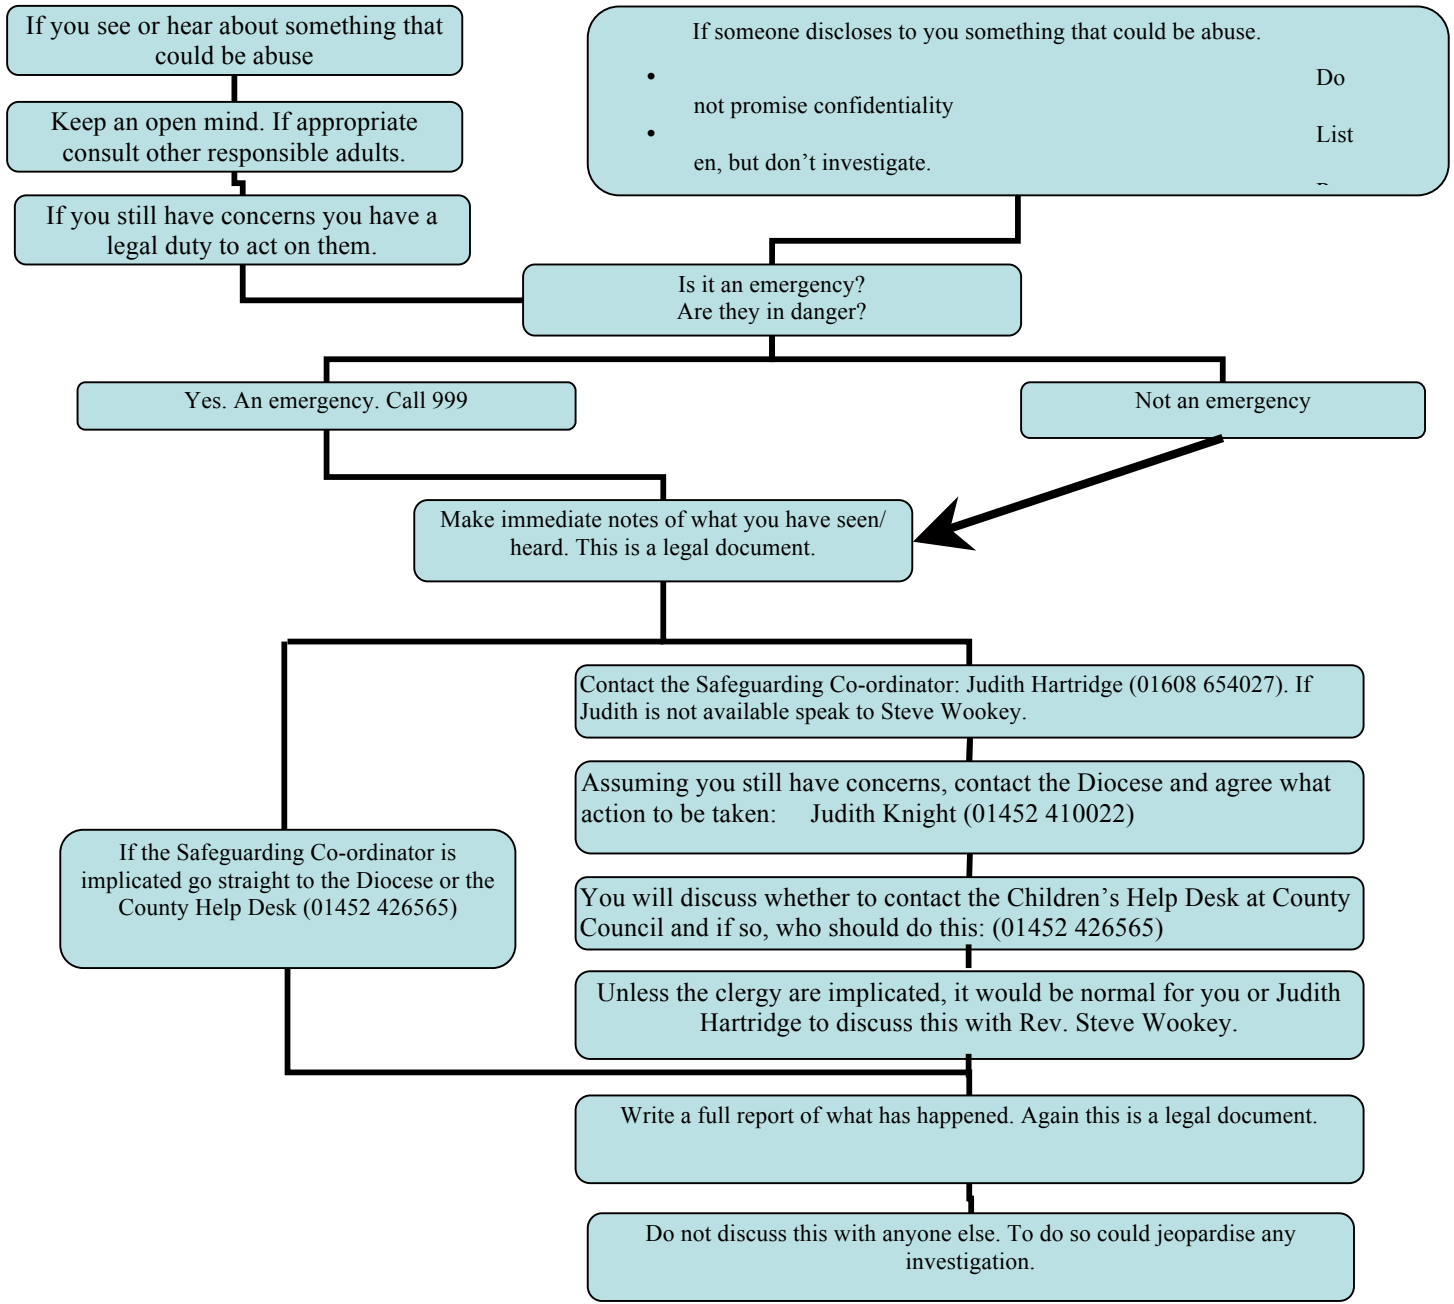 If you see or hear about something that
could be abuse
Keep an open mind. If appropriate
consult other responsible adults.
If you still have concerns you have a
legal duty to act on them.
If someone discloses to you something that could be abuse.
• Do
not promise confidentiality
• List
en, but don’t investigate.
Is it an emergency?
Are they in danger?
Yes. An emergency. Call 999
Not an emergency
Make immediate notes of what you have seen/
heard. This is a legal document.
Contact the Safeguarding Co-ordinator: Judith Hartridge (01608 654027). If
Judith is not available speak to Steve Wookey.
Assuming you still have concerns, contact the Diocese and agree what
action to be taken: Judith Knight (01452 410022)
If the Safeguarding Co-ordinator is
implicated go straight to the Diocese or the
County Help Desk (01452 426565)
You will discuss whether to contact the Children’s Help Desk at County
Council and if so, who should do this: (01452 426565)
Unless the clergy are implicated, it would be normal for you or Judith
Hartridge to discuss this with Rev. Steve Wookey.
Write a full report of what has happened. Again this is a legal document.
Do not discuss this with anyone else. To do so could jeopardise any
investigation.